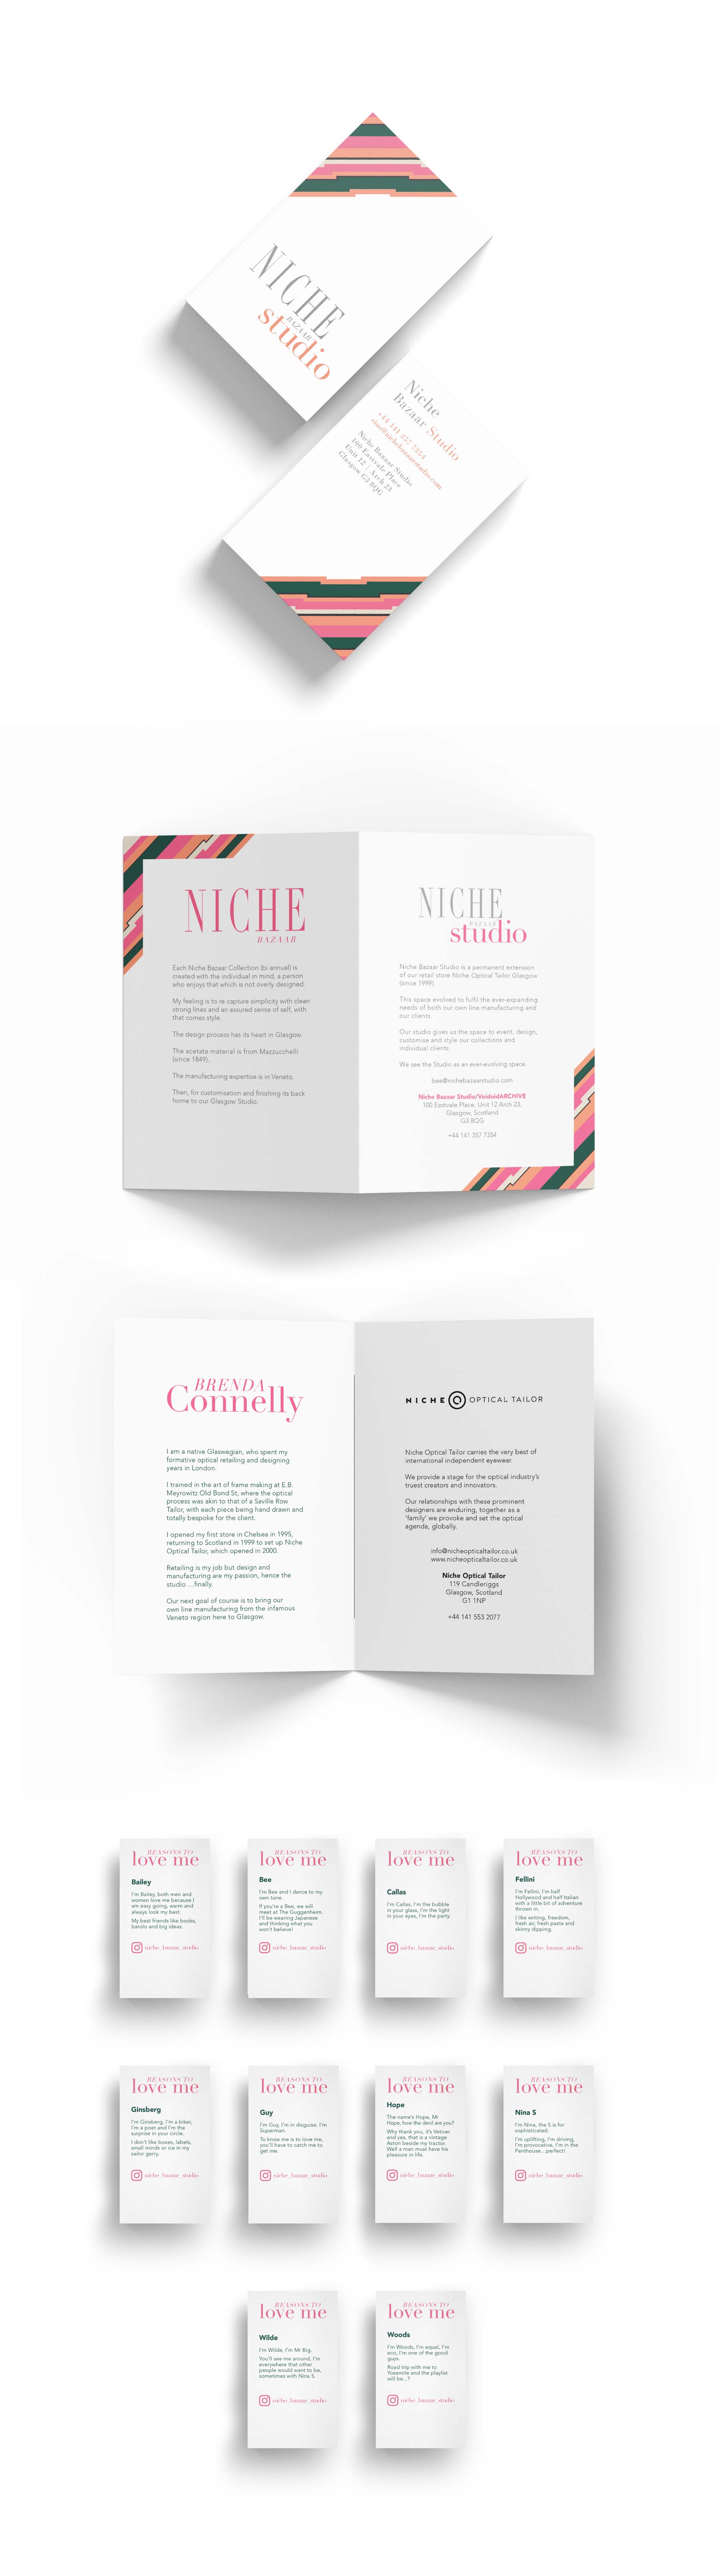 NICHE
BAZAAR
studio
Niche
Bazaar Studio
+44 141 357 7354
Niche Bazaar Studio
100 Eastvale Place
Unit 12 | Arch 23
Glasgow G3 8QG
NICHE
BAZAAR
Each Niche Bazaar Collection (bi annual) is
created with the individual in mind, a person
who enjoys that which is not overly designed.
My feeling is to re capture simplicity with clean
strong lines and an assured sense of self, with
that comes style.
The design process has its heart in Glasgow.
The acetate material is from Mazzucchelli
(since 1849).
The manufacturing expertise is in Veneto.
Then, for customisation and finishing its back
home to our Glasgow Studio.
NICHE
BAZAAR
studio
Niche Bazaar Studio is a permanent extension
of our retail store Niche Optical Tailor Glasgow
(since 1999).
This space evolved to fulfil the ever-expanding
needs of both our own line manufacturing and
our clients.
Our studio gives us the space to event, design,
customise and style our collections and
individual clients.
We see the Studio as an ever-evolving space.
bee@nichebazaarstudio.com
Niche Bazaar Studio/VoidoidARCHIVE
100 Eastvale Place, Unit 12 Arch 23,
Glasgow, Scotland
G3 8QG
+44 141 357 7354
BRENDA
Connelly
I am a native Glaswegian, who spent my
formative optical retailing and designing
years in London.
I trained in the art of frame making at E.B.
Meyrowitz Old Bond St, where the optical
process was akin to that of a Saville Row
Tailor, with each piece being hand drawn and
totally bespoke for the client.
I opened my first store in Chelsea in 1995,
returning to Scotland in 1999 to set up Niche
Optical Tailor, which opened in 2000.
Retailing is my job but design and
manufacturing are my passion, hence the
studio ...finally.
Our next goal of course is to bring our
own line manufacturing from the infamous
Veneto region here to Glasgow.
NICHE OPTICAL TAILOR
Niche Optical Tailor carries the very best of
international independent eyewear.
We provide a stage for the optical industry's
truest creators and innovators.
Our relationships with these prominent
designers are enduring, together as a
'family' we provoke and set the optical
agenda, globally.
info@nicheopticaltailor.co.uk
www.nicheopticaltailor.co.uk
Niche Optical Tailor
119 Candleriggs
Glasgow, Scotland
G1 1NP
+44 141 553 2077
REASONS TO
love me
Bailey
I'm Bailey, both men and
women love me because I
am easy going, warm and
always look my best.
My best friends like books,
barolo and big ideas.
niche_bazaar_studio
REASONS TO
love me
Bee
I'm Bee and I dance to my
own tune.
If you're a Bee, we will
meet at The Guggenheim.
I'll be wearing Japanese
and thinking what you
won't believe!
niche_bazaar_studio
REASONS TO
love me
Callas
I'm Callas, I'm the bubble
in your glass, I'm the light
in your eyes, I'm the party.
niche_bazaar_studio
REASONS TO
love me
Fellini
I'm Fellini, I'm half
Hollywood and half Italian
with a little bit of adventure
thrown in.
I like writing, freedom,
fresh air, fresh pasta and
skinny dipping.
niche_bazaar_studio
REASONS TO
love me
Ginsberg
I'm Ginsberg, I'm a biker,
I'm a poet and I'm the
surprise in your circle.
I don't like boxes, labels,
small minds or ice in my
sailor gerry.
niche_bazaar_studio
REASONS TO
love me
Guy
I'm Guy, I'm in disguise. I'm
Superman.
To know me is to love me,
you'll have to catch me to
get me.
niche_bazaar_studio
REASONS TO
love me
Hope
The name's Hope, Mr
Hope, how the devil are you?
Why thank you, it's Vetiver
and yes, that is a vintage
Aston beside my tractor.
Well a man must have his
pleasure in life.
niche_bazaar_studio
REASONS TO
love me
Nina S
I'm Nina, the S is for
sophisticated.
I'm uplifting, I'm driving,
I'm provocative, I'm in the
Penthouse...perfect!
niche_bazaar_studio
REASONS TO
love me
Wilde
I'm Wilde, I'm Mr Big.
You'll see me around, I'm
everywhere that other
people would want to be,
sometimes with Nina S.
niche_bazaar_studio
REASONS TO
love me
Woods
I'm Woods, I'm equal, I'm
eco, I'm one of the good
guys.
Road trip with me to
Yosemite and the playlist
will be...?
niche_bazaar_studio